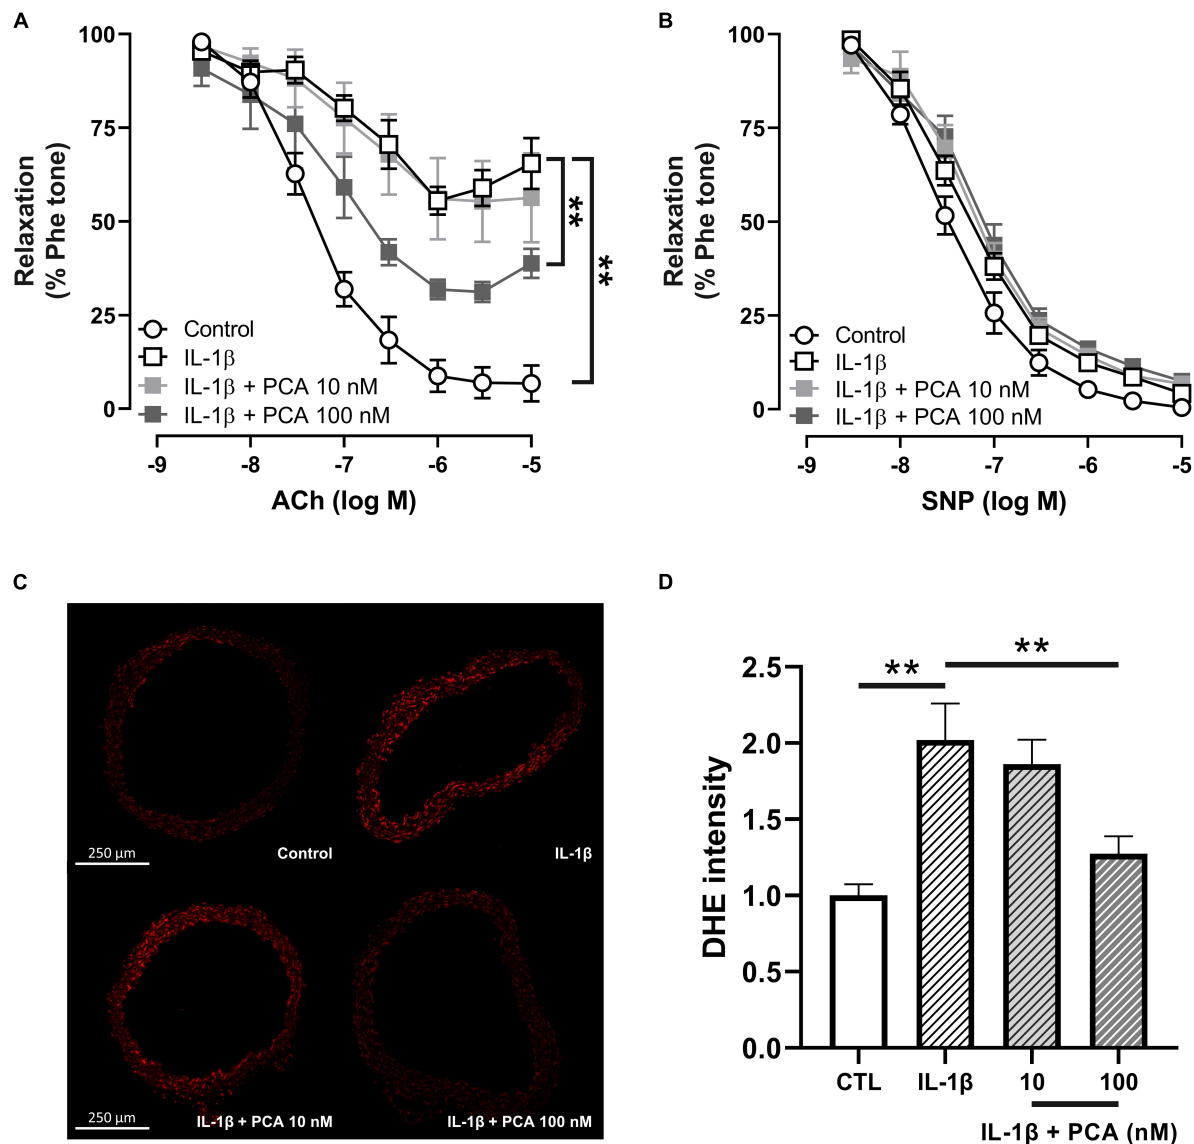 A
100
75
50
25
0
Relaxation
(% Phe tone)
**
**
Control
IL-1β
IL-1β + PCA 10 nM
IL-1β + PCA 100 nM
-9 -8 -7 -6 -5
ACh (log M)
B
100
75
50
25
0
Relaxation
(% Phe tone)
Control
IL-1β
IL-1β + PCA 10 nM
IL-1β + PCA 100 nM
-9 -8 -7 -6 -5
SNP (log M)
C
250 µm
Control
IL-1β
250 µm
IL-1β + PCA 10 nM
IL-1β + PCA 100 nM
D
2.5
2.0
1.5
1.0
0.5
0.0
DHE intensity
**
**
CTL IL-1β 10 100
IL-1β + PCA (nM)